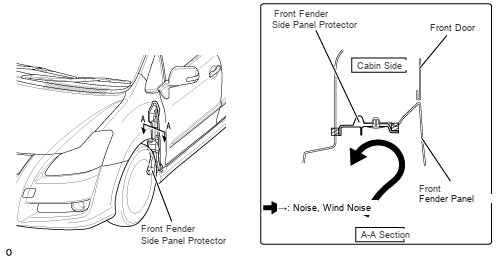 A
A
Front Fender
Side Panel Protector
O
Front Fender
Side Panel Protector
Front Door
Cabin Side
Front
Fender Panel
→: Noise, Wind Noise
A-A Section